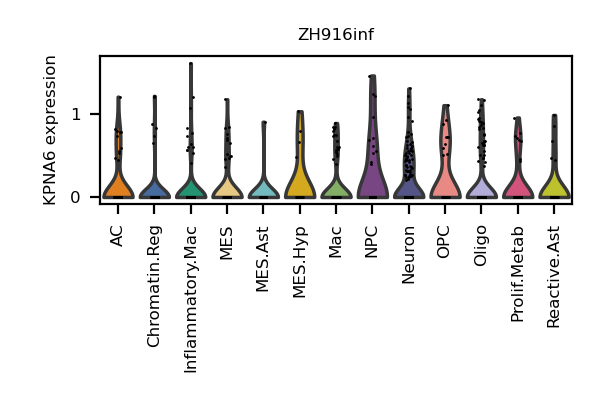 ZH916inf
KPNA6 expression
1
0
AC
Chromatin.Reg
Inflammatory.Mac
MES
MES.Ast
MES.Hyp
Mac
NPC
Neuron
OPC
Oligo
Prolif.Metab
Reactive.Ast